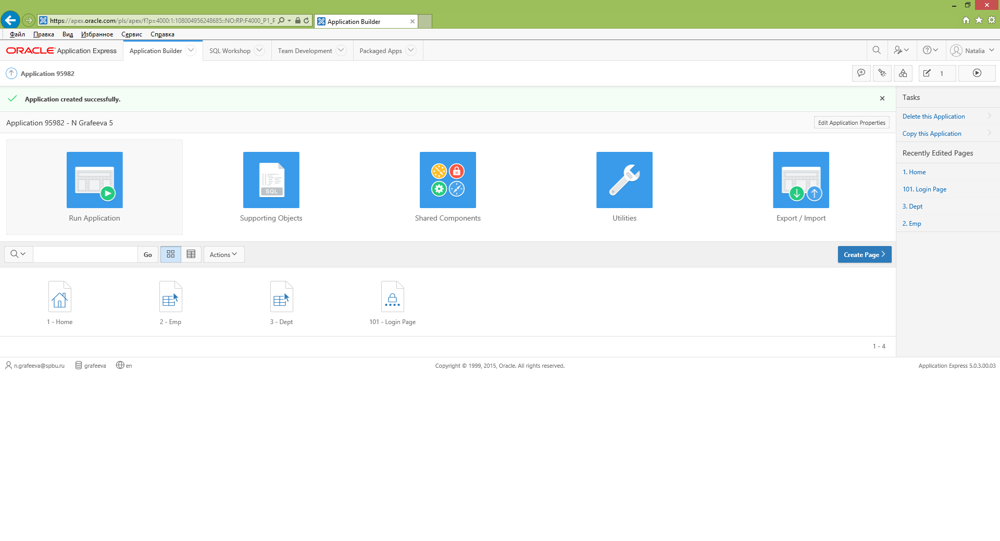 https://apex.oracle.com/pls/apex/f?p=4000:1:108004956248685::NO:RP:F4000_P1_F
Application Builder
Файл Правка Вид Избранное Сервис Справка
ORACLE Application Express
Application Builder
SQL Workshop
Team Development
Packaged Apps
Natalia
Application 95982
1
Application created successfully.
Application 95982 - N Grafeeva 5
Edit Application Properties
Tasks
Delete this Application
Copy this Application
Recently Edited Pages
1. Home
101. Login Page
3. Dept
2. Emp
SQL
Run Application
Supporting Objects
Shared Components
Utilities
Export / Import
Go
Actions
Create Page
1 - Home
2 - Emp
3 - Dept
101 - Login Page
1 - 4
n.grafeeva@spbu.ru
grafeeva
en
Copyright © 1999, 2015, Oracle. All rights reserved.
Application Express 5.0.3.00.03